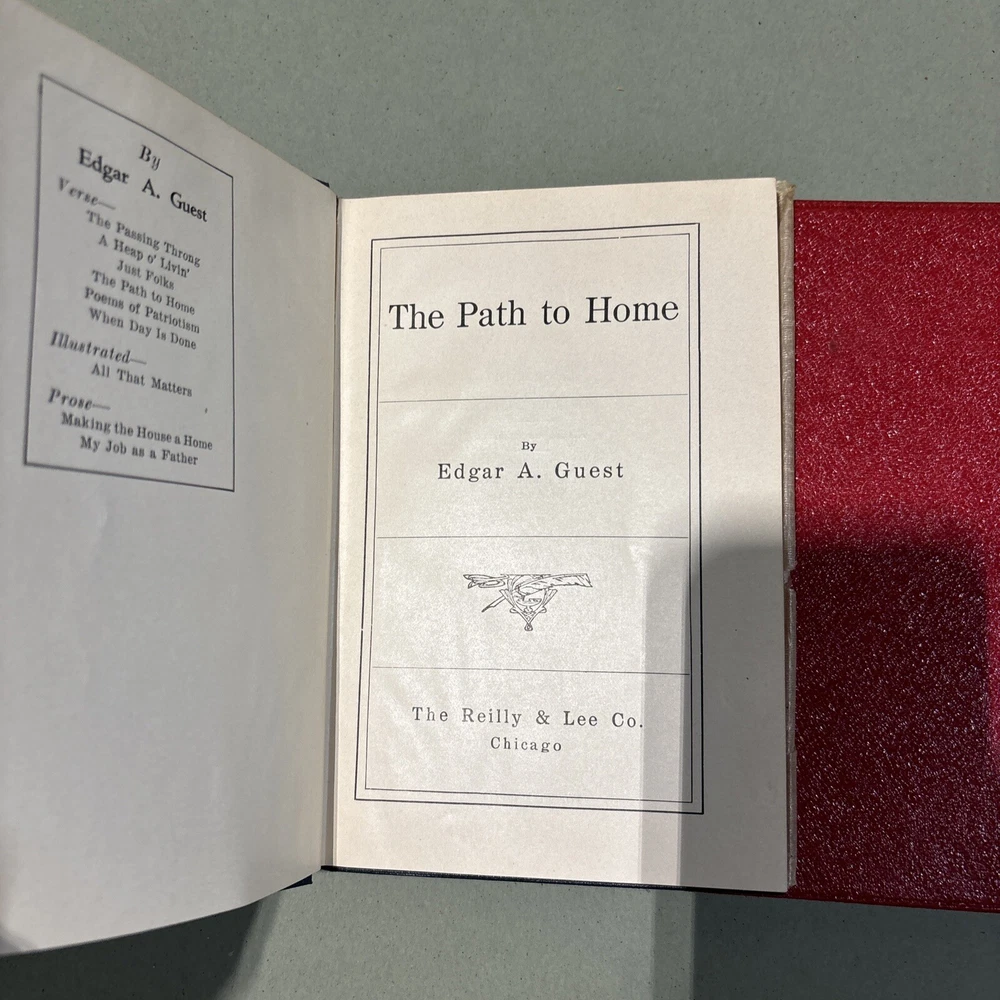 By
Edgar A. Guest
Verse—
The Passing Throng
A Heap o' Livin'
Just Folks
The Path to Home
Poems of Patriotism
When Day Is Done
Illustrated—
All That Matters
Prose—
Making the House a Home
My Job as a Father
The Path to Home
By
Edgar A. Guest
The Reilly & Lee Co.
Chicago